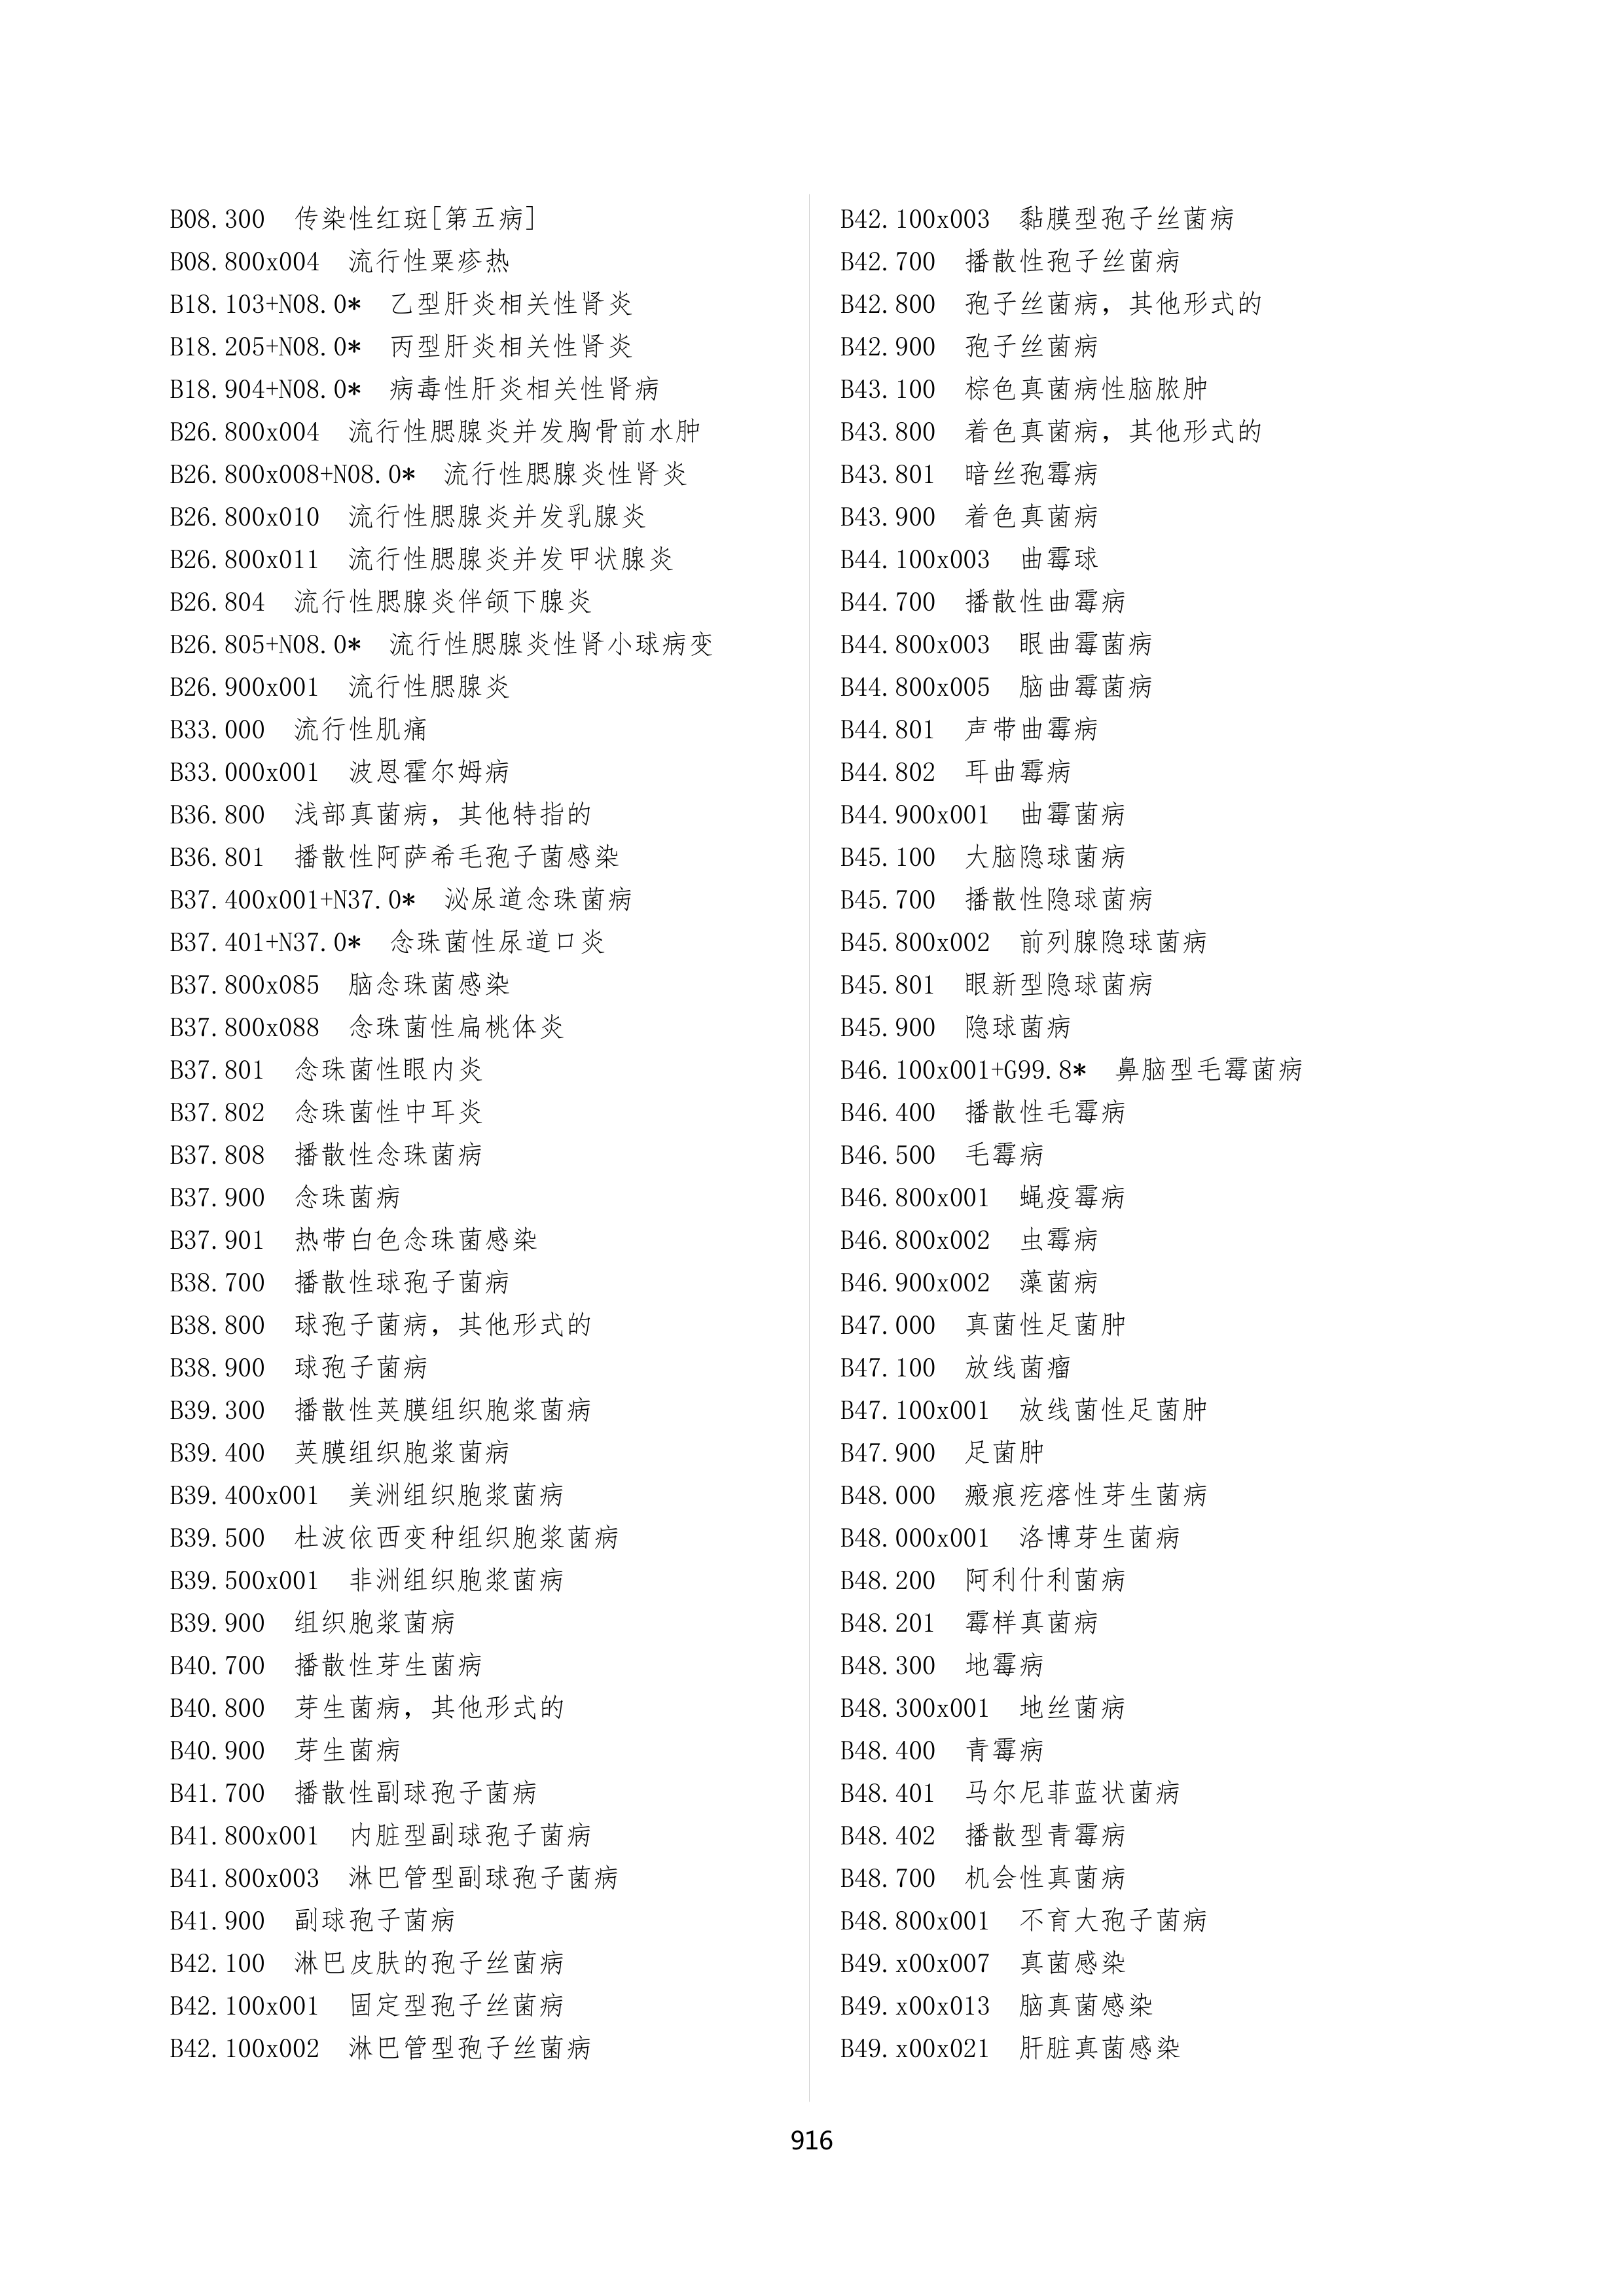 B08.300  传染性红斑[第五病]
B08.800x004  流行性粟疹热
B18.103+N08.0*  乙型肝炎相关性肾炎
B18.205+N08.0*  丙型肝炎相关性肾炎
B18.904+N08.0*  病毒性肝炎相关性肾病
B26.800x004  流行性腮腺炎并发胸骨前水肿
B26.800x008+N08.0*  流行性腮腺炎性肾炎
B26.800x010  流行性腮腺炎并发乳腺炎
B26.800x011  流行性腮腺炎并发甲状腺炎
B26.804  流行性腮腺炎伴颌下腺炎
B26.805+N08.0*  流行性腮腺炎性肾小球病变
B26.900x001  流行性腮腺炎
B33.000  流行性肌痛
B33.000x001  波恩霍尔姆病
B36.800  浅部真菌病，其他特指的
B36.801  播散性阿萨希毛孢子菌感染
B37.400x001+N37.0*  泌尿道念珠菌病
B37.401+N37.0*  念珠菌性尿道口炎
B37.800x085  脑念珠菌感染
B37.800x088  念珠菌性扁桃体炎
B37.801  念珠菌性眼内炎
B37.802  念珠菌性中耳炎
B37.808  播散性念珠菌病
B37.900  念珠菌病
B37.901  热带白色念珠菌感染
B38.700  播散性球孢子菌病
B38.800  球孢子菌病，其他形式的
B38.900  球孢子菌病
B39.300  播散性荚膜组织胞浆菌病
B39.400  荚膜组织胞浆菌病
B39.400x001  美洲组织胞浆菌病
B39.500  杜波依西变种组织胞浆菌病
B39.500x001  非洲组织胞浆菌病
B39.900  组织胞浆菌病
B40.700  播散性芽生菌病
B40.800  芽生菌病，其他形式的
B40.900  芽生菌病
B41.700  播散性副球孢子菌病
B41.800x001  内脏型副球孢子菌病
B41.800x003  淋巴管型副球孢子菌病
B41.900  副球孢子菌病
B42.100  淋巴皮肤的孢子丝菌病
B42.100x001  固定型孢子丝菌病
B42.100x002  淋巴管型孢子丝菌病
B42.100x003  黏膜型孢子丝菌病
B42.700  播散性孢子丝菌病
B42.800  孢子丝菌病，其他形式的
B42.900  孢子丝菌病
B43.100  棕色真菌病性脑脓肿
B43.800  着色真菌病，其他形式的
B43.801  暗丝孢霉病
B43.900  着色真菌病
B44.100x003  曲霉球
B44.700  播散性曲霉病
B44.800x003  眼曲霉菌病
B44.800x005  脑曲霉菌病
B44.801  声带曲霉病
B44.802  耳曲霉病
B44.900x001  曲霉菌病
B45.100  大脑隐球菌病
B45.700  播散性隐球菌病
B45.800x002  前列腺隐球菌病
B45.801  眼新型隐球菌病
B45.900  隐球菌病
B46.100x001+G99.8*  鼻脑型毛霉菌病
B46.400  播散性毛霉病
B46.500  毛霉病
B46.800x001  蝇疫霉病
B46.800x002  虫霉病
B46.900x002  藻菌病
B47.000  真菌性足菌肿
B47.100  放线菌瘤
B47.100x001  放线菌性足菌肿
B47.900  足菌肿
B48.000  瘢痕疙瘩性芽生菌病
B48.000x001  洛博芽生菌病
B48.200  阿利什利菌病
B48.201  霉样真菌病
B48.300  地霉病
B48.300x001  地丝菌病
B48.400  青霉病
B48.401  马尔尼菲蓝状菌病
B48.402  播散型青霉病
B48.700  机会性真菌病
B48.800x001  不育大孢子菌病
B49.x00x007  真菌感染
B49.x00x013  脑真菌感染
B49.x00x021  肝脏真菌感染
916